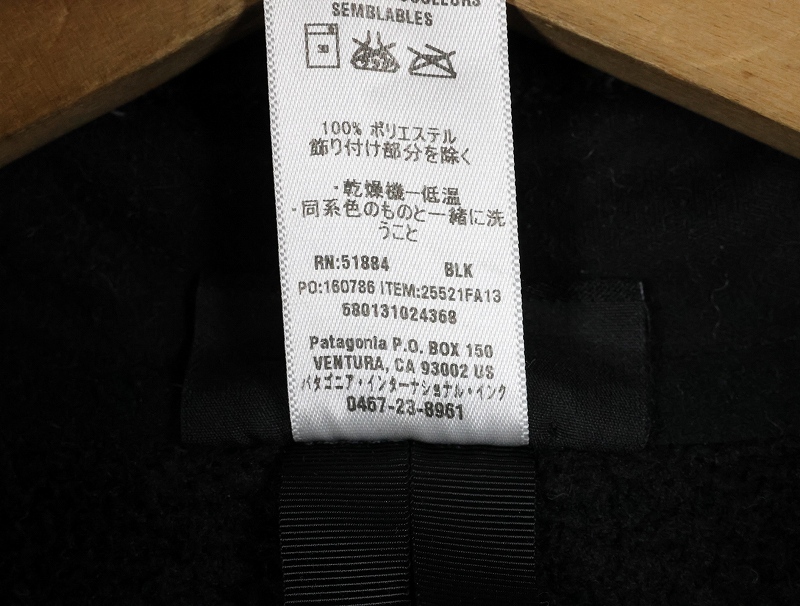 SEMBLABLES
100% ポリエステル
飾り付け部分を除く
・乾燥機ー低温
・同系色のものと一緒に洗
うこと
RN:51884 BLK
PO:160786 ITEM:25521FA13
680131024368
Patagonia P.O. BOX 150
VENTURA, CA 93002 US
パタゴニア・インターナショナル・インク
0467-23-8961